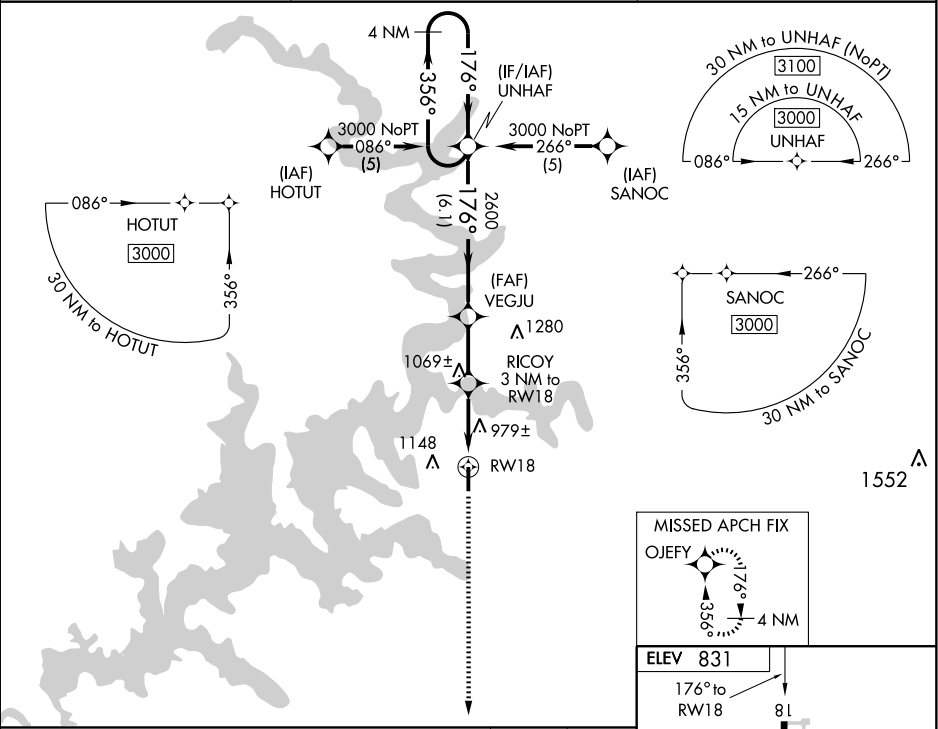 4 NM
356°
176°
(IF/IAF)
UNHAF
3000 NoPT
086°
(5)
(IAF)
HOTUT
3000 NoPT
266°
(5)
(IAF)
SANOC
30 NM to UNHAF (NoPT)
3100
15 NM to UNHAF
3000
UNHAF
086°
266°
086°
HOTUT
3000
356°
30 NM to HOTUT
2600
176°
(6.1)
(FAF)
VEGJU
1280
1069±
RICOY
3 NM to
RW18
979±
1148
RW18
266°
SANOC
3000
356°
30 NM to SANOC
1552
MISSED APCH FIX
OJEFY
176°
356°
4 NM
ELEV 831
176° to
RW18
18